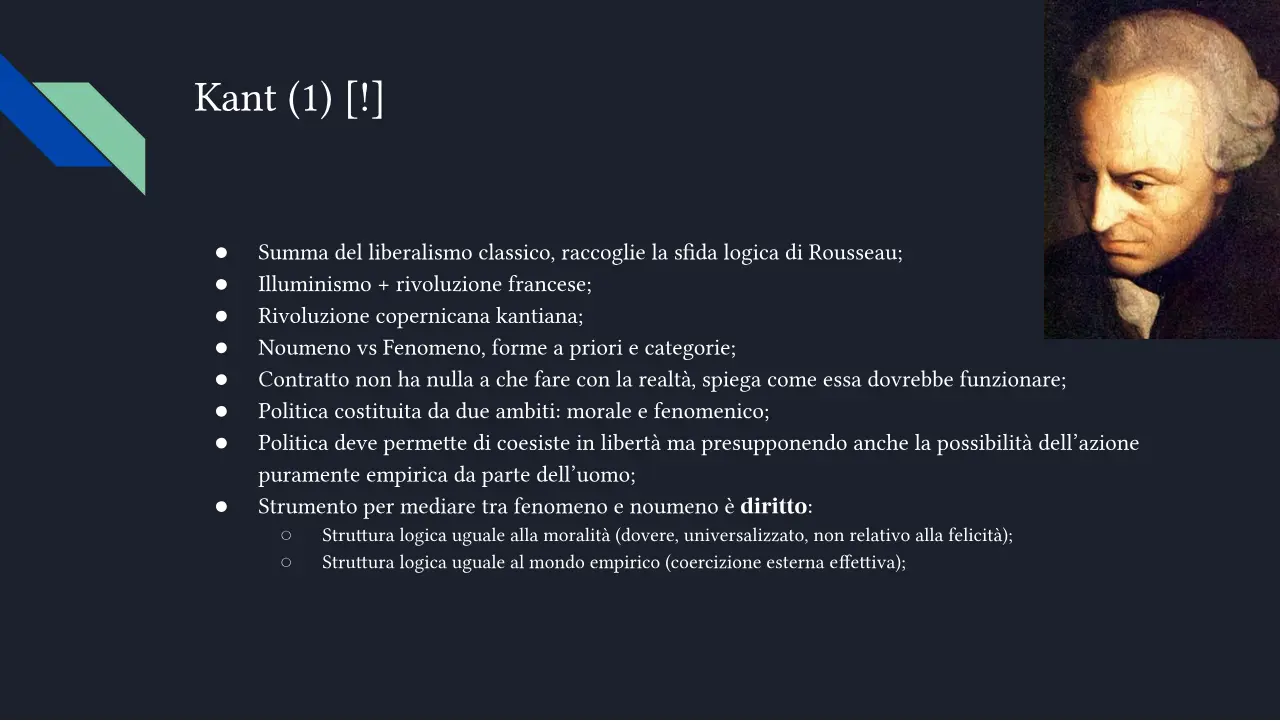 Kant (1) [!]
● Summa del liberalismo classico, raccoglie la sfida logica di Rousseau;
● Illuminismo + rivoluzione francese;
● Rivoluzione copernicana kantiana;
● Noumeno vs Fenomeno, forme a priori e categorie;
● Contratto non ha nulla a che fare con la realtà, spiega come essa dovrebbe funzionare;
● Politica costituita da due ambiti: morale e fenomenico;
● Politica deve permette di coesiste in libertà ma presupponendo anche la possibilità dell’azione
puramente empirica da parte dell’uomo;
● Strumento per mediare tra fenomeno e noumeno è diritto:
○ Struttura logica uguale alla moralità (dovere, universalizzato, non relativo alla felicità);
○ Struttura logica uguale al mondo empirico (coercizione esterna effettiva);